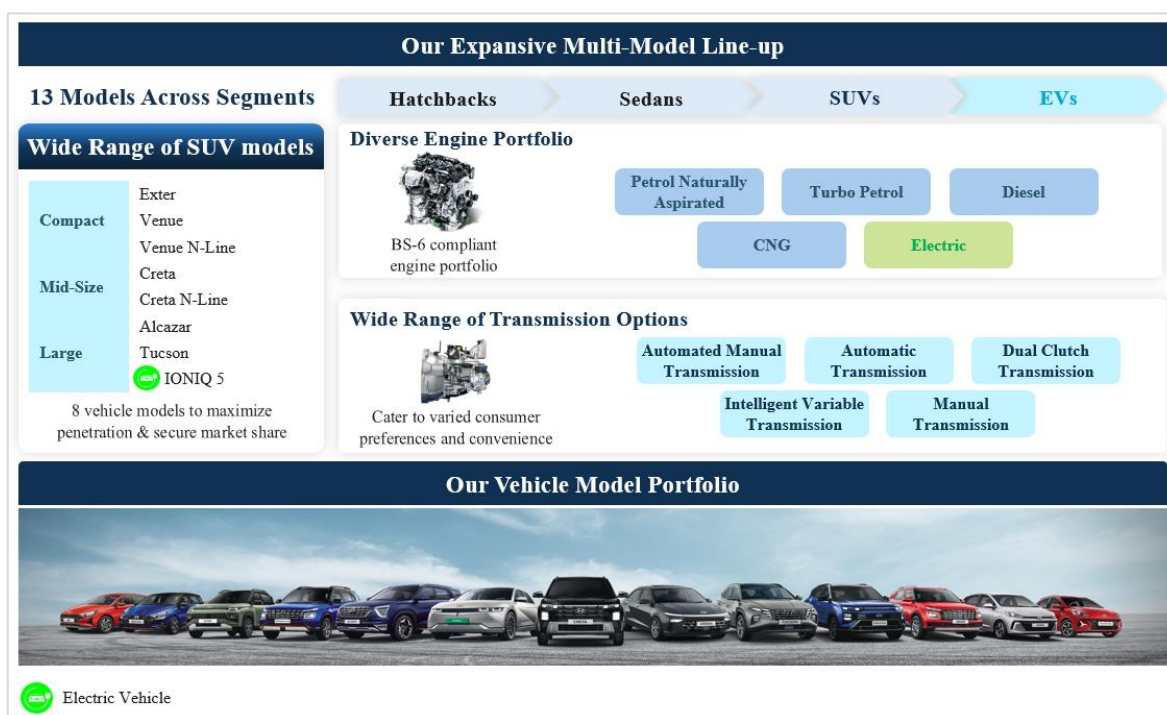 Our Expansive Multi-Model Line-up
13 Models Across Segments
Hatchbacks
Sedans
SUVs
EVs
Wide Range of SUV models
Compact
Exter
Venue
Venue N-Line
Mid-Size
Creta
Creta N-Line
Large
Alcazar
Tucson
IONIQ 5
8 vehicle models to maximize
penetration & secure market share
Diverse Engine Portfolio
BS-6 compliant
engine portfolio
Petrol Naturally
Aspirated
Turbo Petrol
Diesel
CNG
Electric
Wide Range of Transmission Options
Cater to varied consumer
preferences and convenience
Automated Manual
Transmission
Automatic
Transmission
Dual Clutch
Transmission
Intelligent Variable
Transmission
Manual
Transmission
Our Vehicle Model Portfolio
CRETA
TUCSON
Electric Vehicle